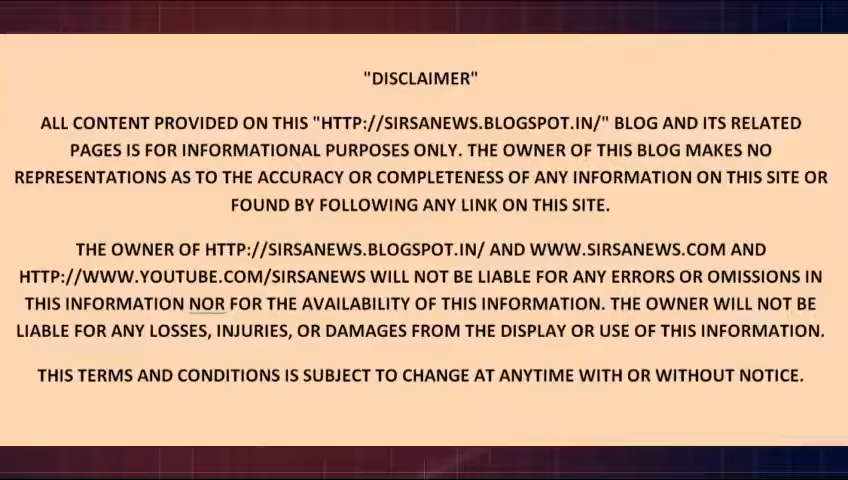 "DISCLAIMER"
ALL CONTENT PROVIDED ON THIS "HTTP://SIRSANEWS.BLOGSPOT.IN/" BLOG AND ITS RELATED
PAGES IS FOR INFORMATIONAL PURPOSES ONLY. THE OWNER OF THIS BLOG MAKES NO
REPRESENTATIONS AS TO THE ACCURACY OR COMPLETENESS OF ANY INFORMATION ON THIS SITE OR
FOUND BY FOLLOWING ANY LINK ON THIS SITE.
THE OWNER OF HTTP://SIRSANEWS.BLOGSPOT.IN/ AND WWW.SIRSANEWS.COM AND
HTTP://WWW.YOUTUBE.COM/SIRSANEWS WILL NOT BE LIABLE FOR ANY ERRORS OR OMISSIONS IN
THIS INFORMATION NOR FOR THE AVAILABILITY OF THIS INFORMATION. THE OWNER WILL NOT BE
LIABLE FOR ANY LOSSES, INJURIES, OR DAMAGES FROM THE DISPLAY OR USE OF THIS INFORMATION.
THIS TERMS AND CONDITIONS IS SUBJECT TO CHANGE AT ANYTIME WITH OR WITHOUT NOTICE.